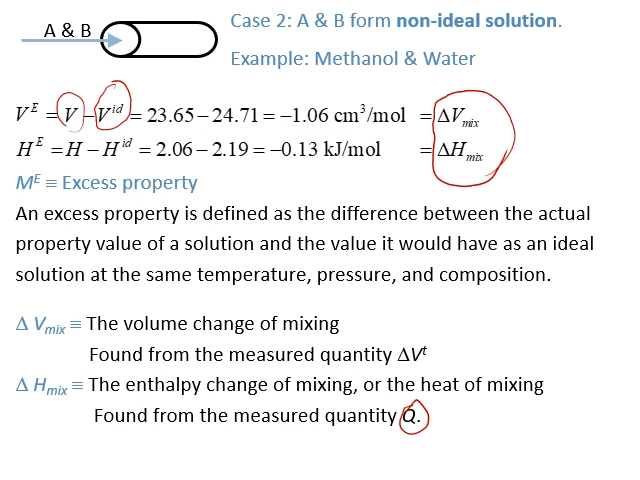 A & B
Case 2: A & B form non-ideal solution.
Example: Methanol & Water
V^E = V − V^id = 23.65 − 24.71 = −1.06 cm³/mol = ΔV_mix
H^E = H − H^id = 2.06 − 2.19 = −0.13 kJ/mol = ΔH_mix
M^E ≡ Excess property
An excess property is defined as the difference between the actual
property value of a solution and the value it would have as an ideal
solution at the same temperature, pressure, and composition.
Δ V_mix ≡ The volume change of mixing
Found from the measured quantity ΔV^t
Δ H_mix ≡ The enthalpy change of mixing, or the heat of mixing
Found from the measured quantity Q.